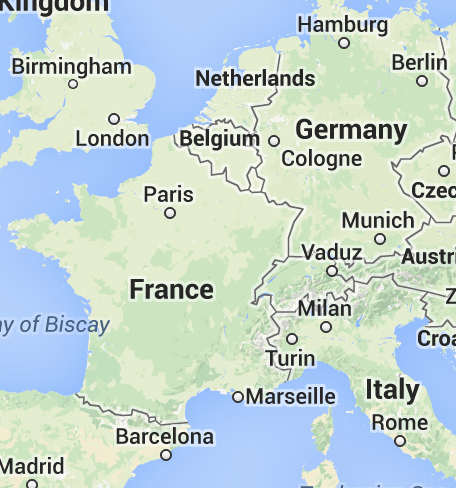 Kingdom
Hamburg
Birmingham
Berlin
Netherlands
London
Belgium
Germany
Cologne
Czec
Paris
Munich
Vaduz
Austri
France
Milan
ay of Biscay
Croa
Turin
Italy
Marseille
Rome
Barcelona
Madrid